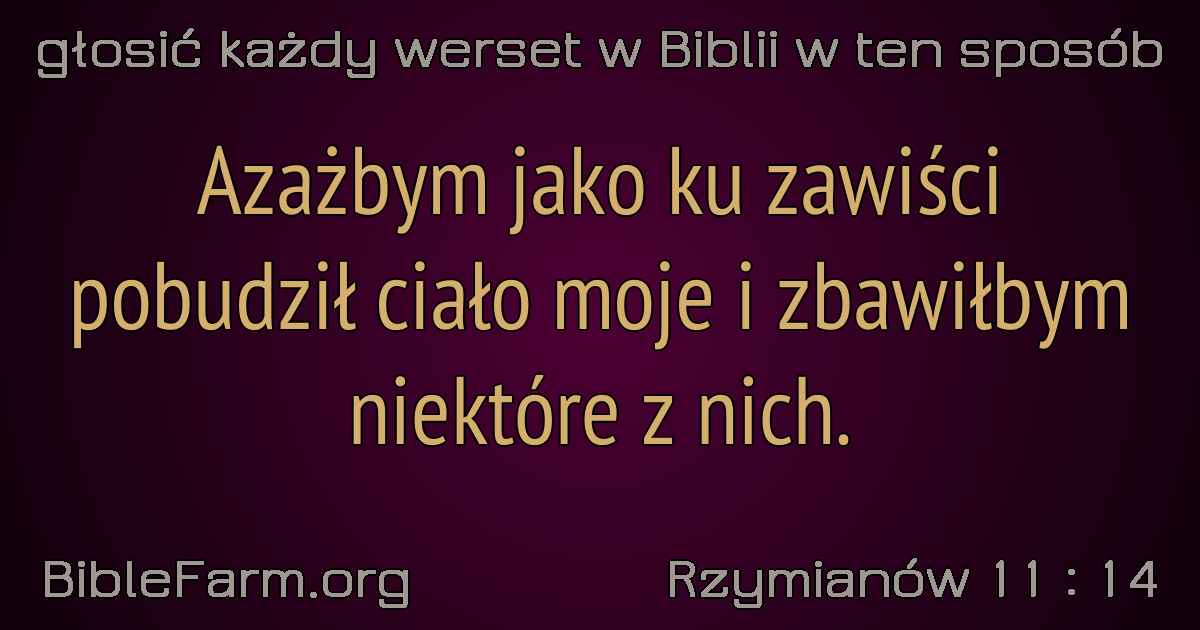 głosić każdy werset w Biblii w ten sposób
Azażbym jako ku zawiści
pobudził ciało moje i zbawiłbym
niektóre z nich.
BibleFarm.org
Rzymianów 11 : 14